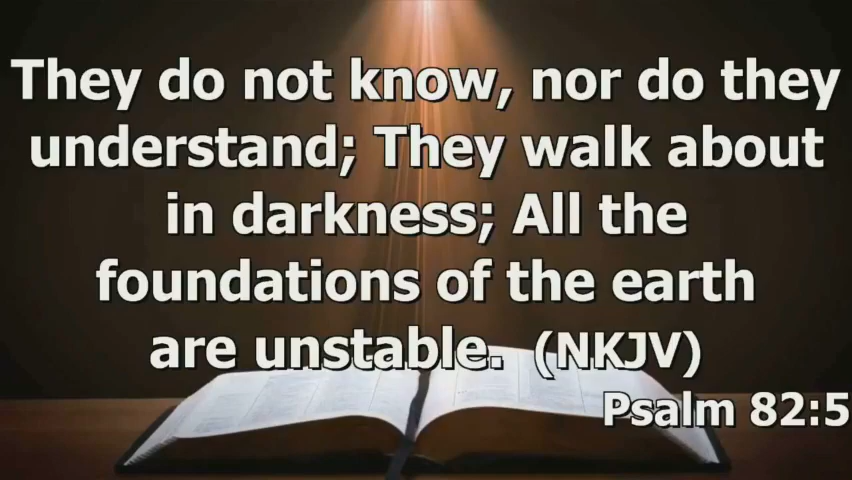 They do not know, nor do they
understand; They walk about
in darkness; All the
foundations of the earth
are unstable. (NKJV)
Psalm 82:5